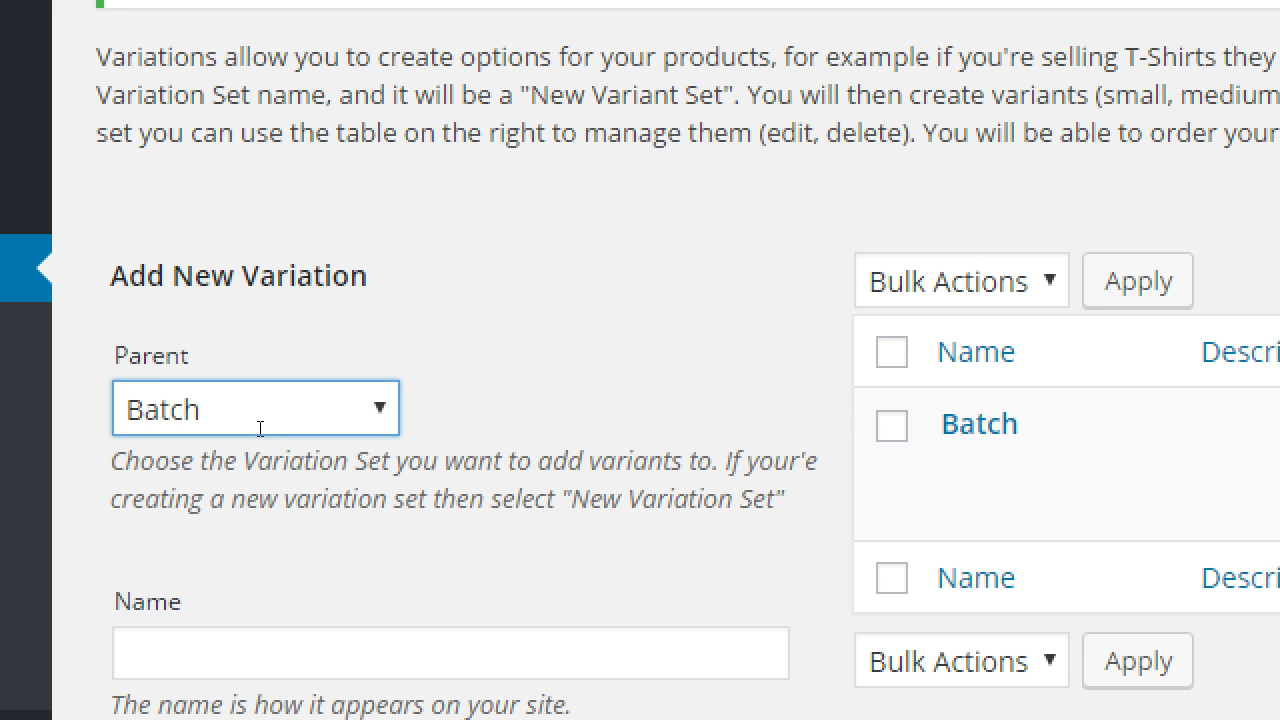 Variations allow you to create options for your products, for example if you're selling T-Shirts they
Variation Set name, and it will be a "New Variant Set". You will then create variants (small, medium
set you can use the table on the right to manage them (edit, delete). You will be able to order your
Add New Variation
Parent
Batch
Choose the Variation Set you want to add variants to. If your'e
creating a new variation set then select "New Variation Set"
Name
The name is how it appears on your site.
Bulk Actions Apply
Name Descri
Batch
Name Descri
Bulk Actions Apply